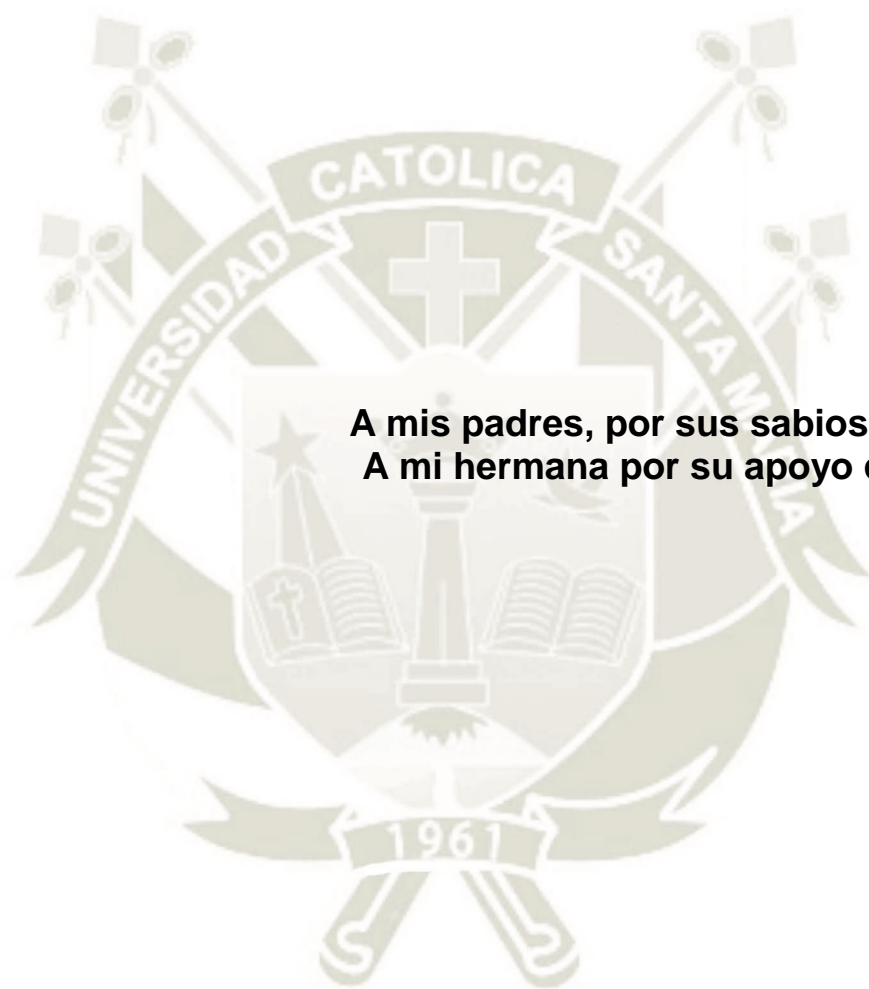 UNIVERSIDAD CATOLICA SANTA MARIA
A mis padres, por sus sabios
A mi hermana por su apoyo
1961